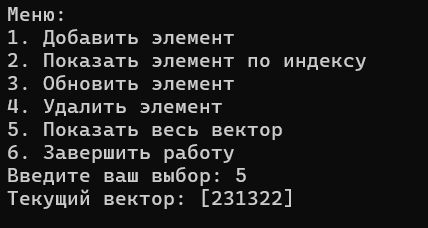 Меню:
1. Добавить элемент
2. Показать элемент по индексу
3. Обновить элемент
4. Удалить элемент
5. Показать весь вектор
6. Завершить работу
Введите ваш выбор: 5
Текущий вектор: [231322]